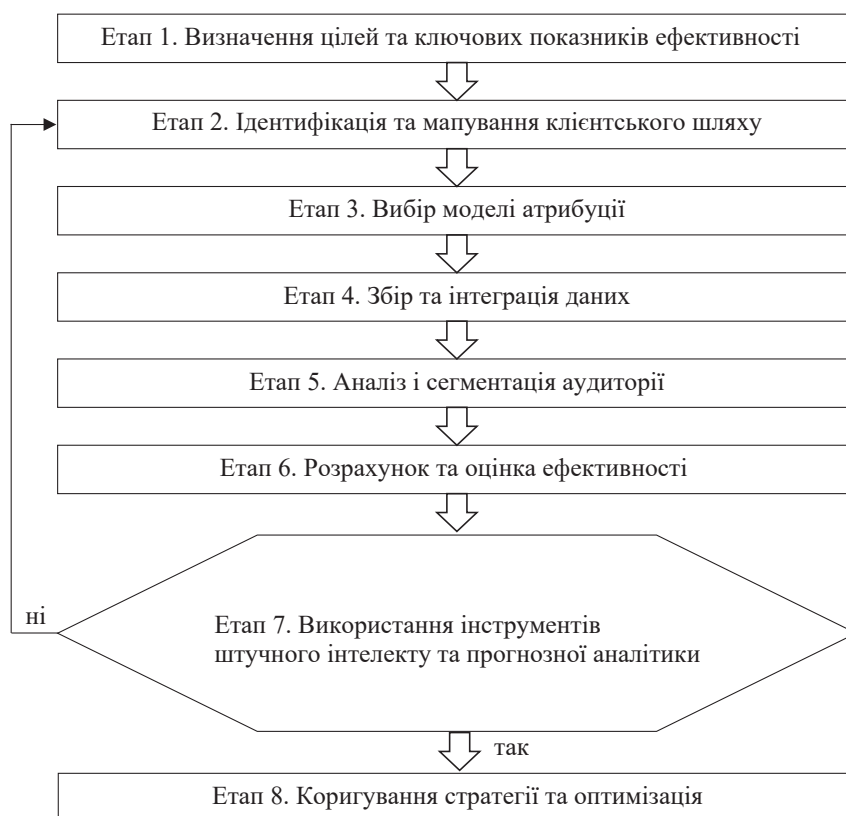 Етап 1. Визначення цілей та ключових показників ефективності
Етап 2. Ідентифікація та мапування клієнтського шляху
Етап 3. Вибір моделі атрибуції
Етап 4. Збір та інтеграція даних
Етап 5. Аналіз і сегментація аудиторії
Етап 6. Розрахунок та оцінка ефективності
ні
Етап 7. Використання інструментів
штучного інтелекту та прогнозної аналітики
так
Етап 8. Коригування стратегії та оптимізація